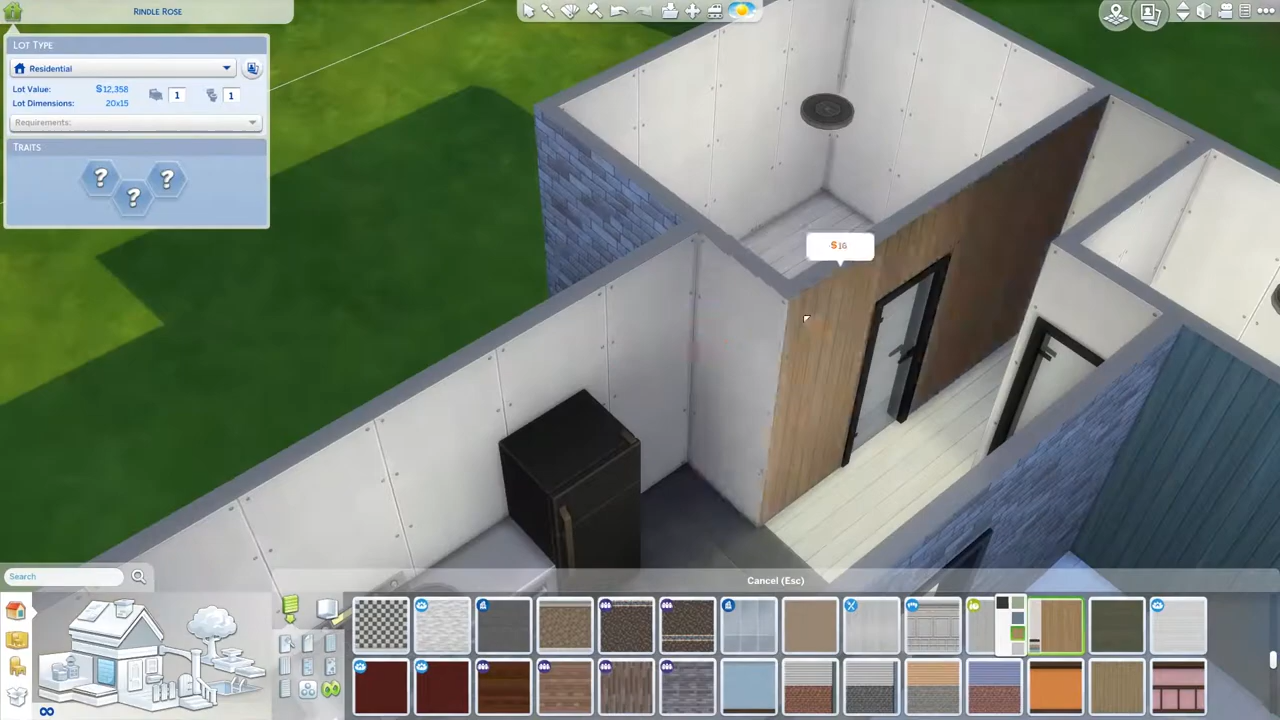 RINDLE ROSE
LOT TYPE
Residential
Lot Value: §12,358
1
1
Lot Dimensions: 20x15
Requirements:
TRAITS
? ? ?
§16
Cancel (Esc)
Search